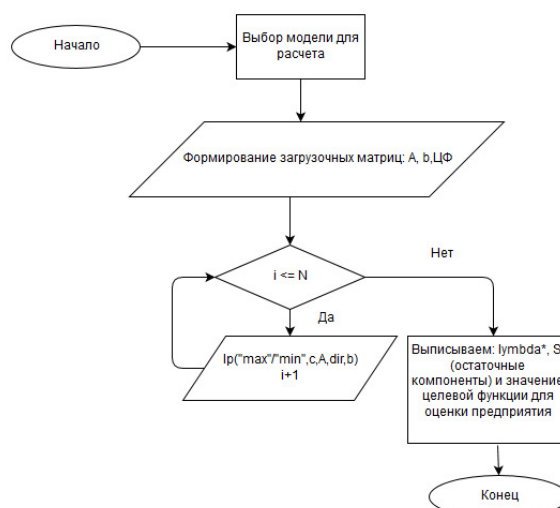 Начало
Выбор модели для
расчета
Формирование загрузочных матриц: A, b,ЦФ
i <= N
Нет
Да
lp("max"/"min",c,A,dir,b)
i+1
Выписываем: lymbda*, S
(остаточные
компоненты) и значение
целевой функции для
оценки предприятия
Конец